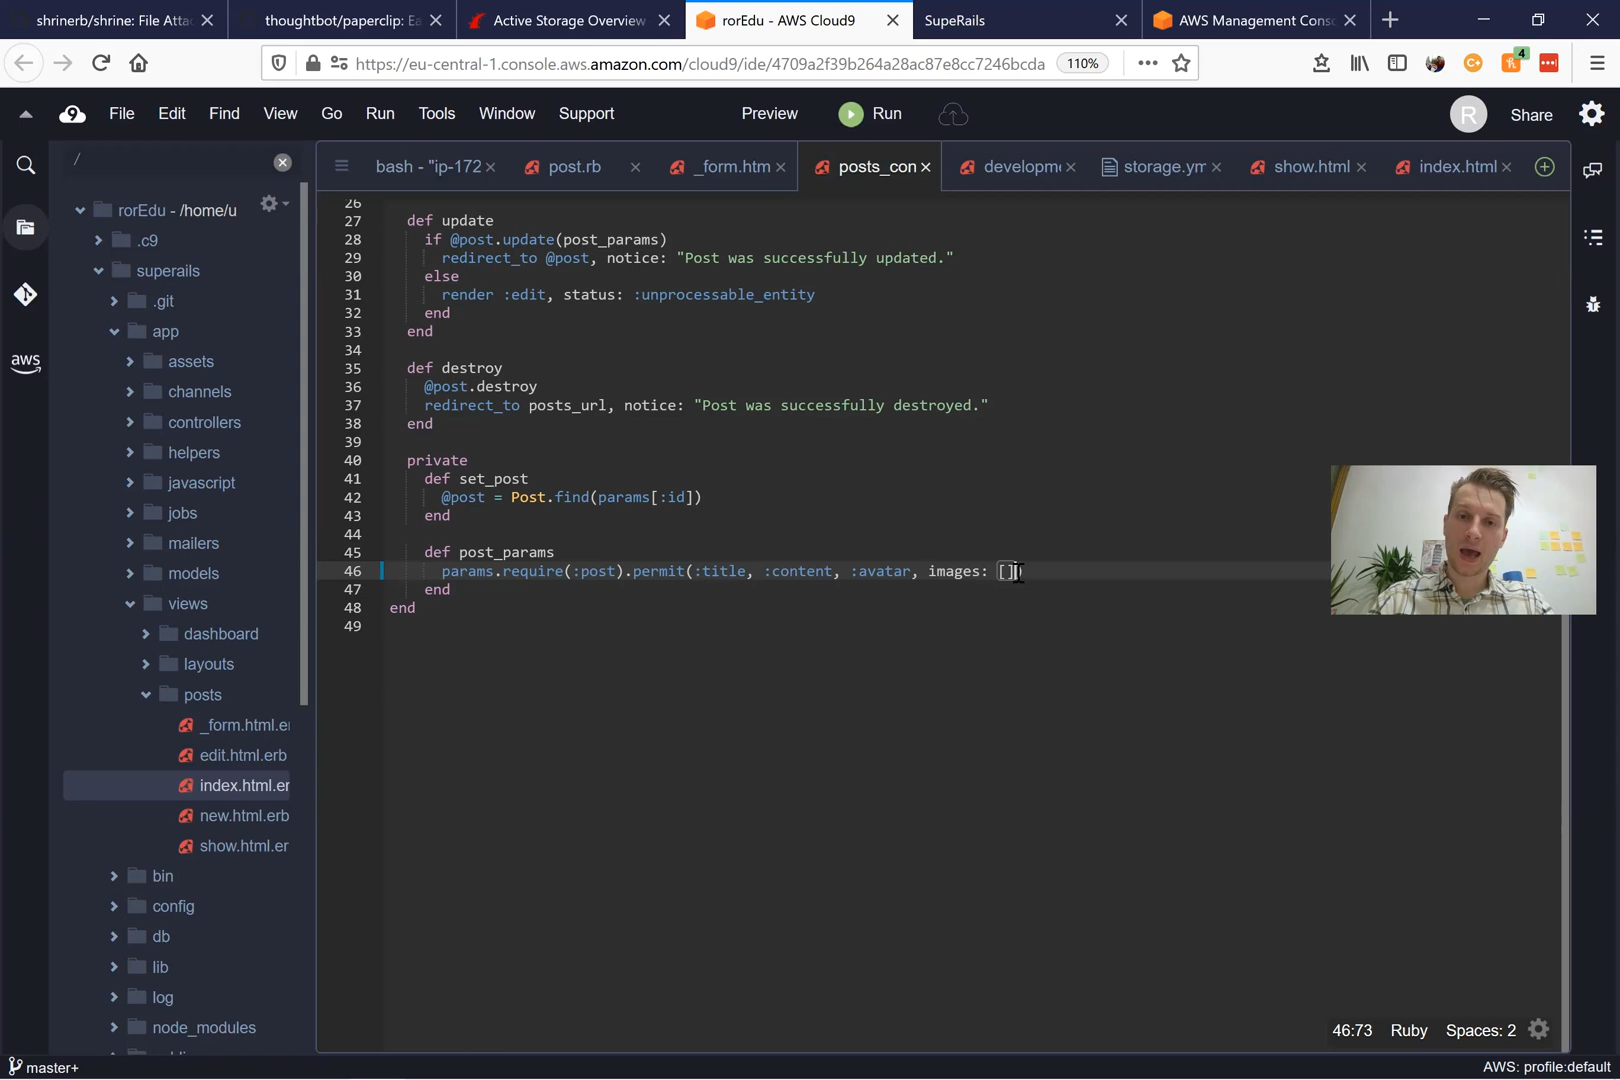 shrinerb/shrine: File Attac
thoughtbot/paperclip: Ea
Active Storage Overview
rorEdu - AWS Cloud9
SupeRails
AWS Management Conso
https://eu-central-1.console.aws.amazon.com/cloud9/ide/4709a2f39b264a28ac87e8cc7246bcda
110%
4
9
File
Edit
Find
View
Go
Run
Tools
Window
Support
Preview
Run
R
Share
/
bash - "ip-172
post.rb
_form.htm
posts_con
developme
storage.ym
show.html
index.html
aws
rorEdu - /home/u
.c9
superails
.git
app
assets
channels
controllers
helpers
javascript
jobs
mailers
models
views
dashboard
layouts
posts
_form.html.er
edit.html.erb
index.html.er
new.html.erb
show.html.er
bin
config
db
lib
log
node_modules
26
27 def update
28 if @post.update(post_params)
29 redirect_to @post, notice: "Post was successfully updated."
30 else
31 render :edit, status: :unprocessable_entity
32 end
33 end
34
35 def destroy
36 @post.destroy
37 redirect_to posts_url, notice: "Post was successfully destroyed."
38 end
39
40 private
41 def set_post
42 @post = Post.find(params[:id])
43 end
44
45 def post_params
46 params.require(:post).permit(:title, :content, :avatar, images: [])
47 end
48 end
49
46:73
Ruby
Spaces: 2
master+
AWS: profile:default